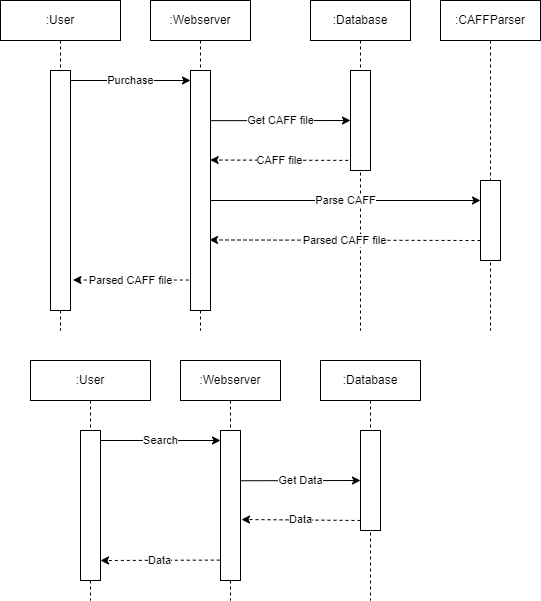 :User
:Webserver
:Database
:CAFFParser
Purchase
Get CAFF file
CAFF file
Parse CAFF
Parsed CAFF file
Parsed CAFF file
:User
:Webserver
:Database
Search
Get Data
Data
Data